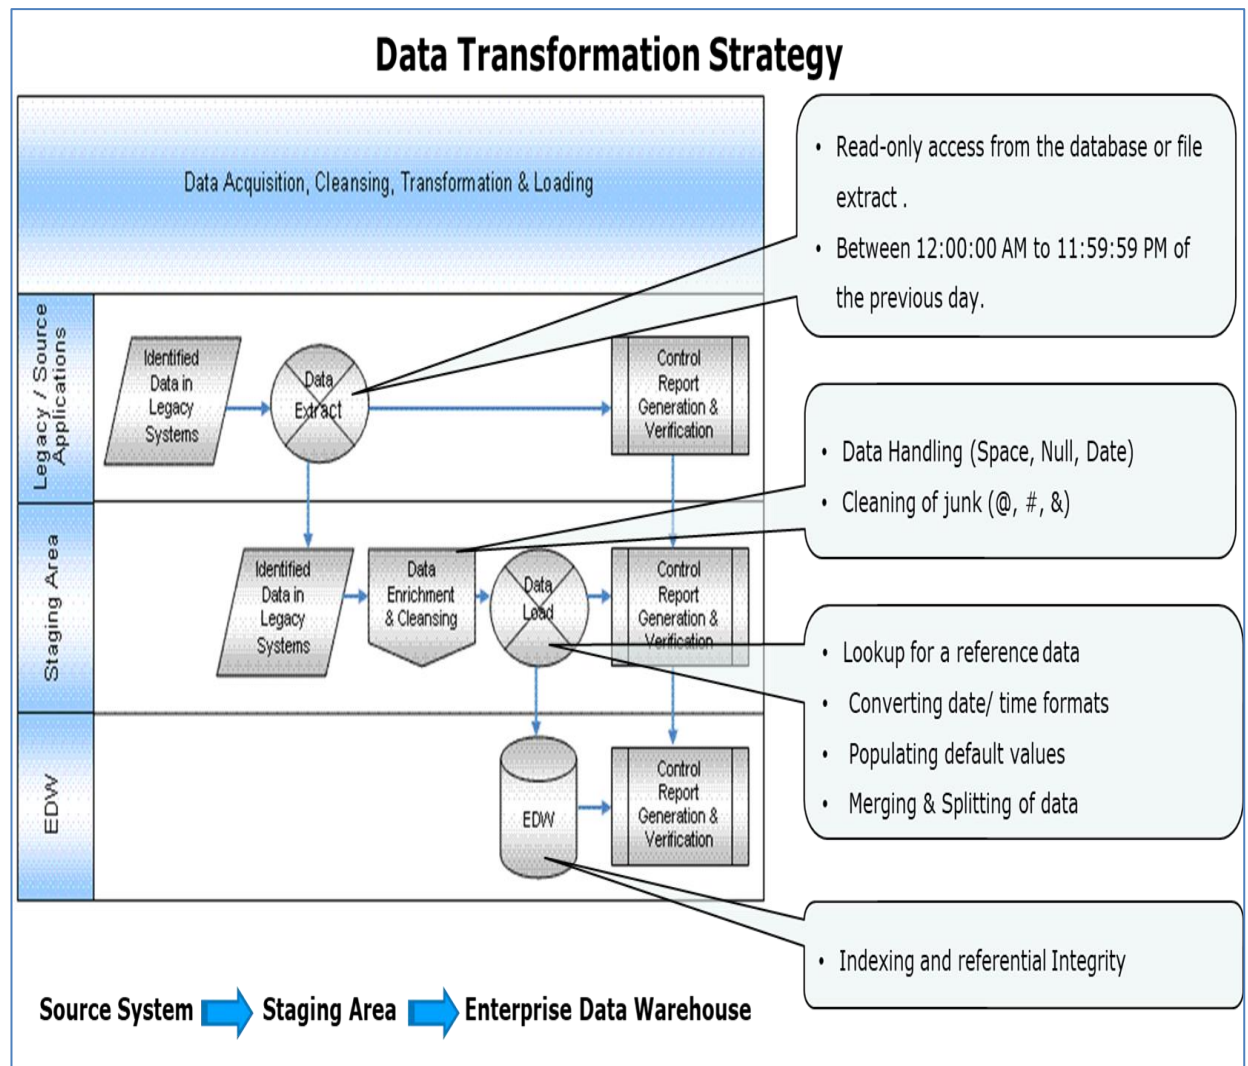 Data Transformation Strategy
Data Acquisition, Cleansing, Transformation & Loading
Legacy / Source
Applications
Identified
Data in
Legacy
Systems
Data
Extract
Control
Report
Generation &
Verification
Staging Area
Identified
Data in
Legacy
Systems
Data
Enrichment
& Cleansing
Data
Load
Control
Report
Generation &
Verification
EDW
EDW
Control
Report
Generation &
Verification
• Read-only access from the database or file
extract .
• Between 12:00:00 AM to 11:59:59 PM of
the previous day.
• Data Handling (Space, Null, Date)
• Cleaning of junk (@, #, &)
• Lookup for a reference data
• Converting date/ time formats
• Populating default values
• Merging & Splitting of data
• Indexing and referential Integrity
Source System Staging Area Enterprise Data Warehouse